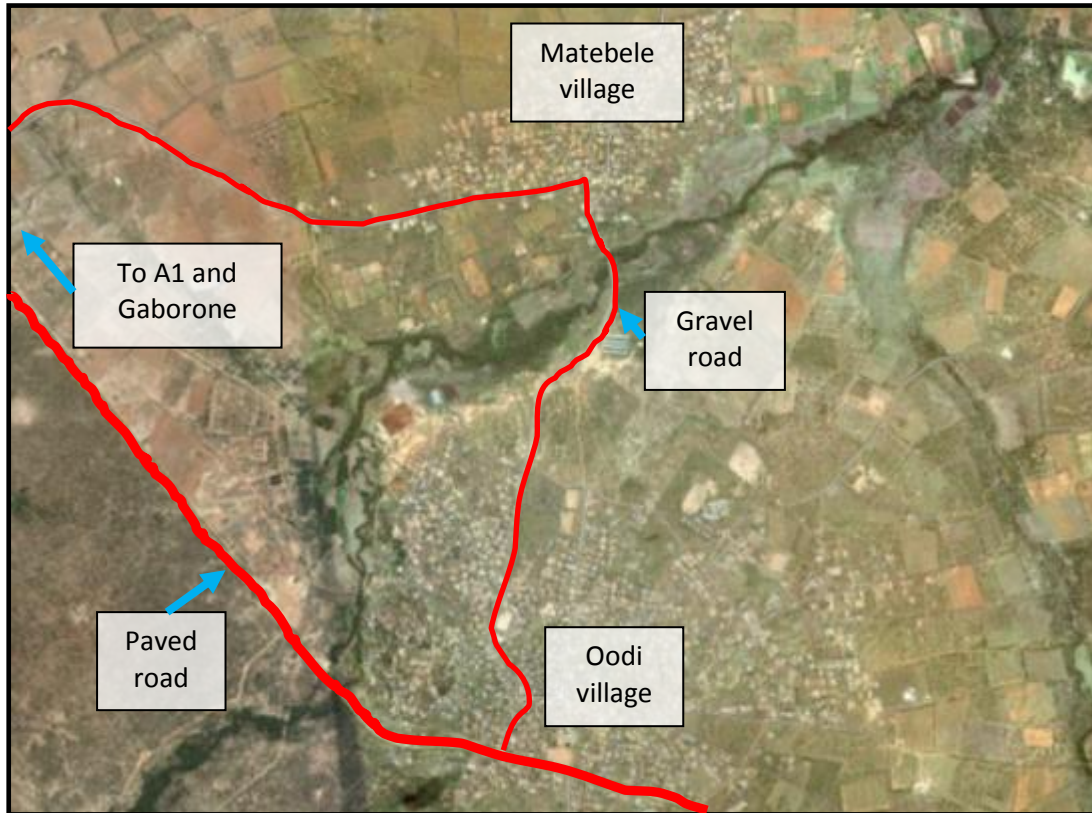 Matebele
village
To A1 and
Gaborone
Gravel
road
Paved
road
Oodi
village